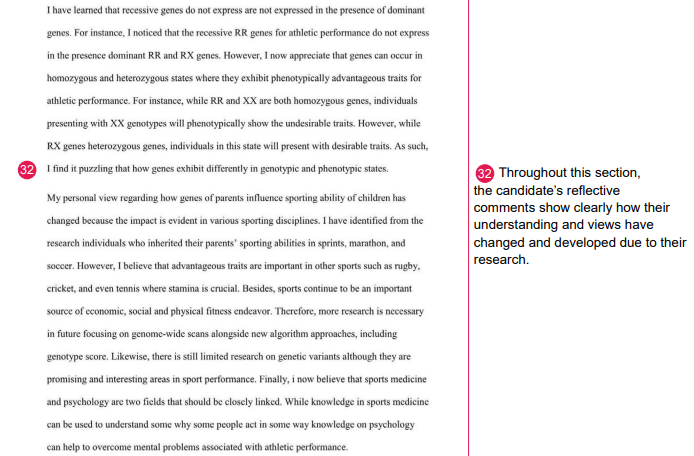 I have learned that recessive genes do not express are not expressed in the presence of dominant
genes. For instance, I noticed that the recessive RR genes for athletic performance do not express
in the presence dominant RR and RX genes. However, I now appreciate that genes can occur in
homozygous and heterozygous states where they exhibit phenotypically advantageous traits for
athletic performance. For instance, while RR and XX are both homozygous genes, individuals
presenting with XX genotypes will phenotypically show the undesirable traits. However, while
RX genes heterozygous genes, individuals in this state will present with desirable traits. As such,
32 I find it puzzling that how genes exhibit differently in genotypic and phenotypic states.
My personal view regarding how genes of parents influence sporting ability of children has
changed because the impact is evident in various sporting disciplines. I have identified from the
research individuals who inherited their parents' sporting abilities in sprints, marathon, and
soccer. However, I believe that advantageous traits are important in other sports such as rugby,
cricket, and even tennis where stamina is crucial. Besides, sports continue to be an important
source of economic, social and physical fitness endeavor. Therefore, more research is necessary
in future focusing on genome-wide scans alongside new algorithm approaches, including
genotype score. Likewise, there is still limited research on genetic variants although they are
promising and interesting areas in sport performance. Finally, i now believe that sports medicine
and psychology are two fields that should be closely linked. While knowledge in sports medicine
can be used to understand some why some people act in some way knowledge on psychology
can help to overcome mental problems associated with athletic performance.
32 Throughout this section,
the candidate's reflective
comments show clearly how their
understanding and views have
changed and developed due to their
research.